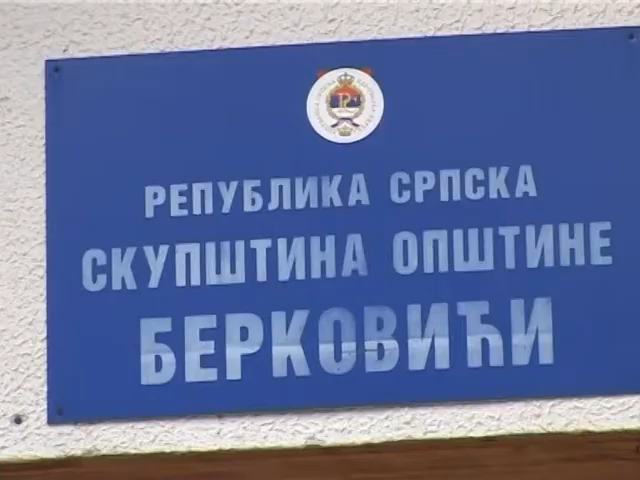 РЕПУБЛИКА СРПСКА
СКУПШТИНА ОПШТИНЕ
БЕРКОВИЋИ